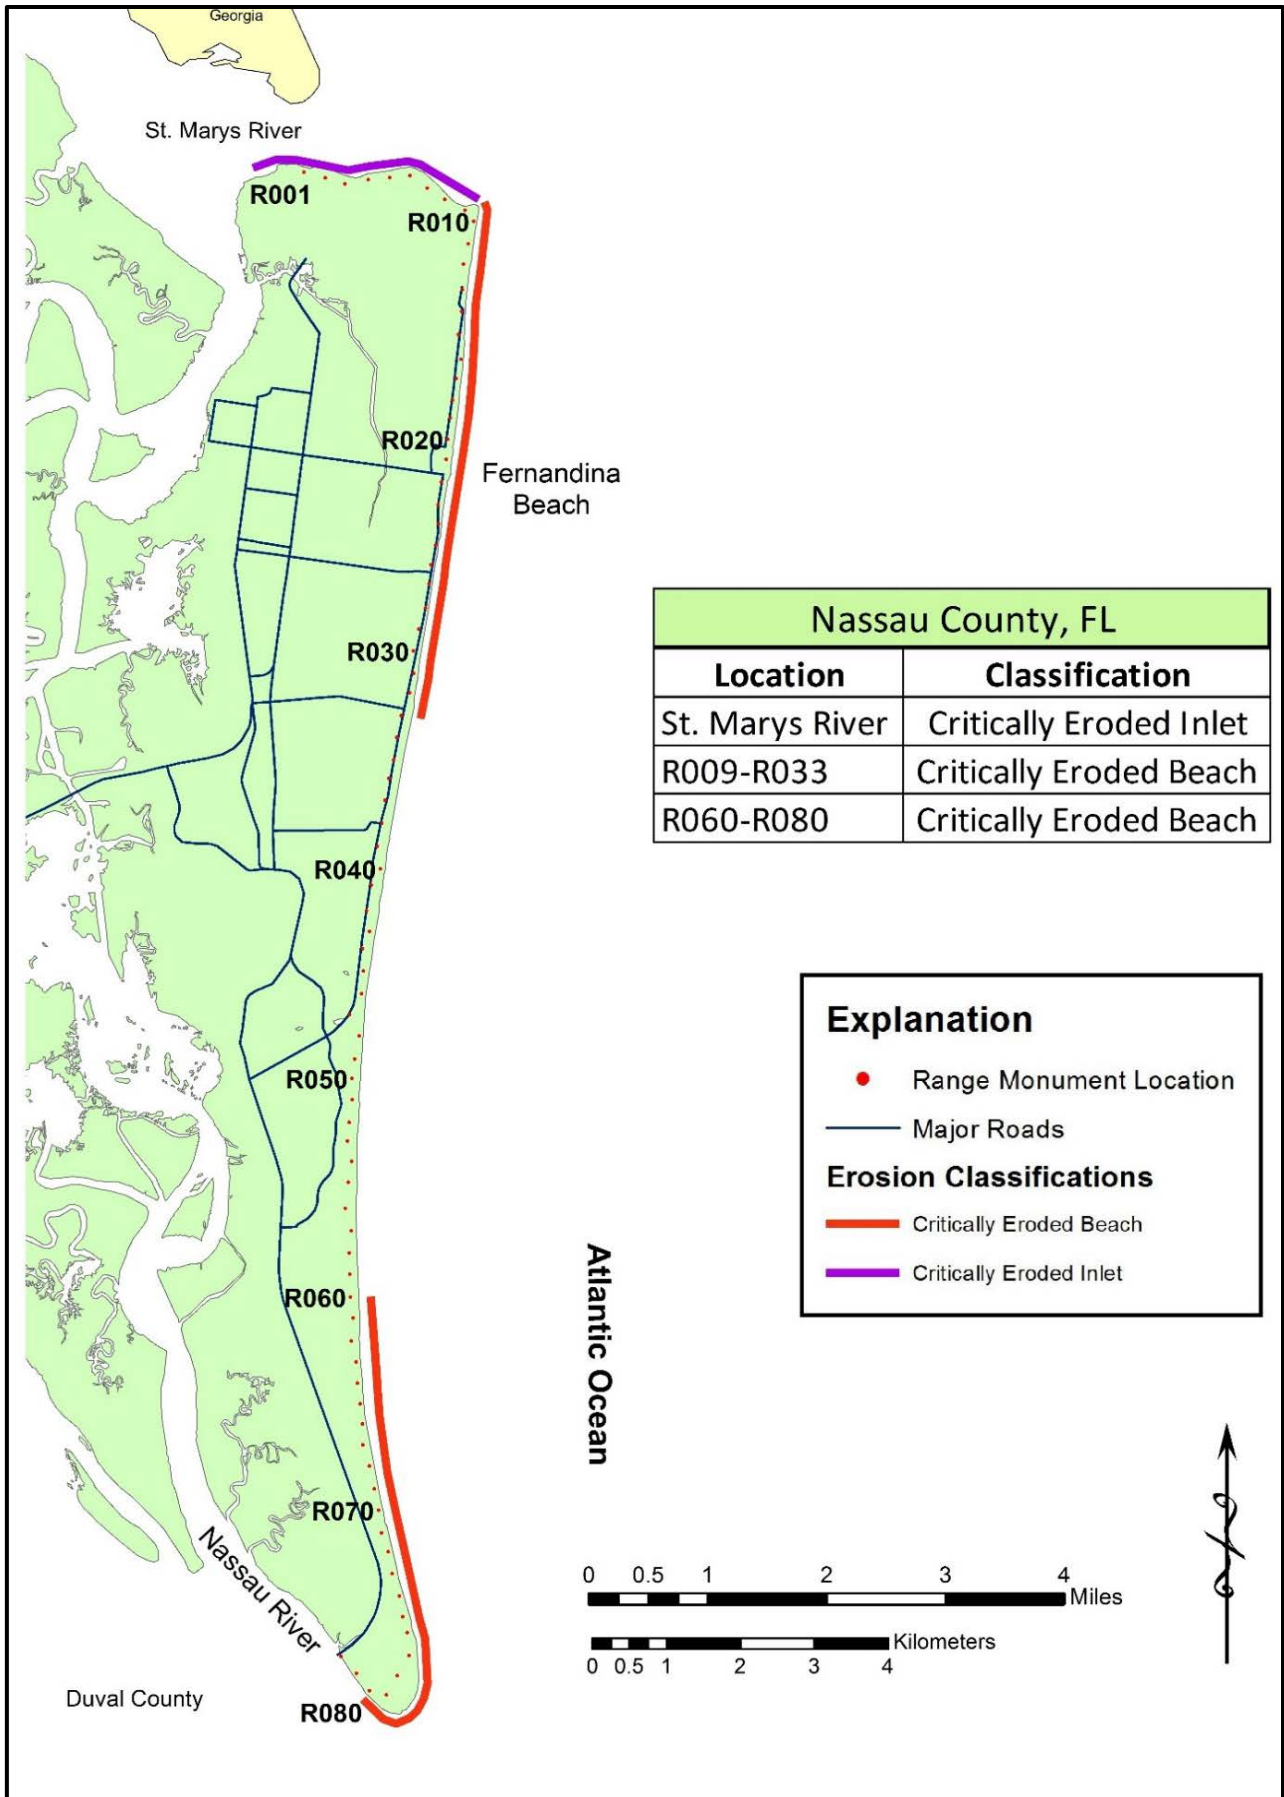 Georgia
St. Marys River
R001
R010
R020
Fernandina
Beach
R030
Nassau County, FL
Location Classification
St. Marys River Critically Eroded Inlet
R009-R033 Critically Eroded Beach
R060-R080 Critically Eroded Beach
R040
Explanation
Range Monument Location
Major Roads
Erosion Classifications
Critically Eroded Beach
Critically Eroded Inlet
R050
R060
Atlantic Ocean
R070
Nassau River
0 0.5 1 2 3 4
Miles
Kilometers
0 0.5 1 2 3 4
Duval County
R080